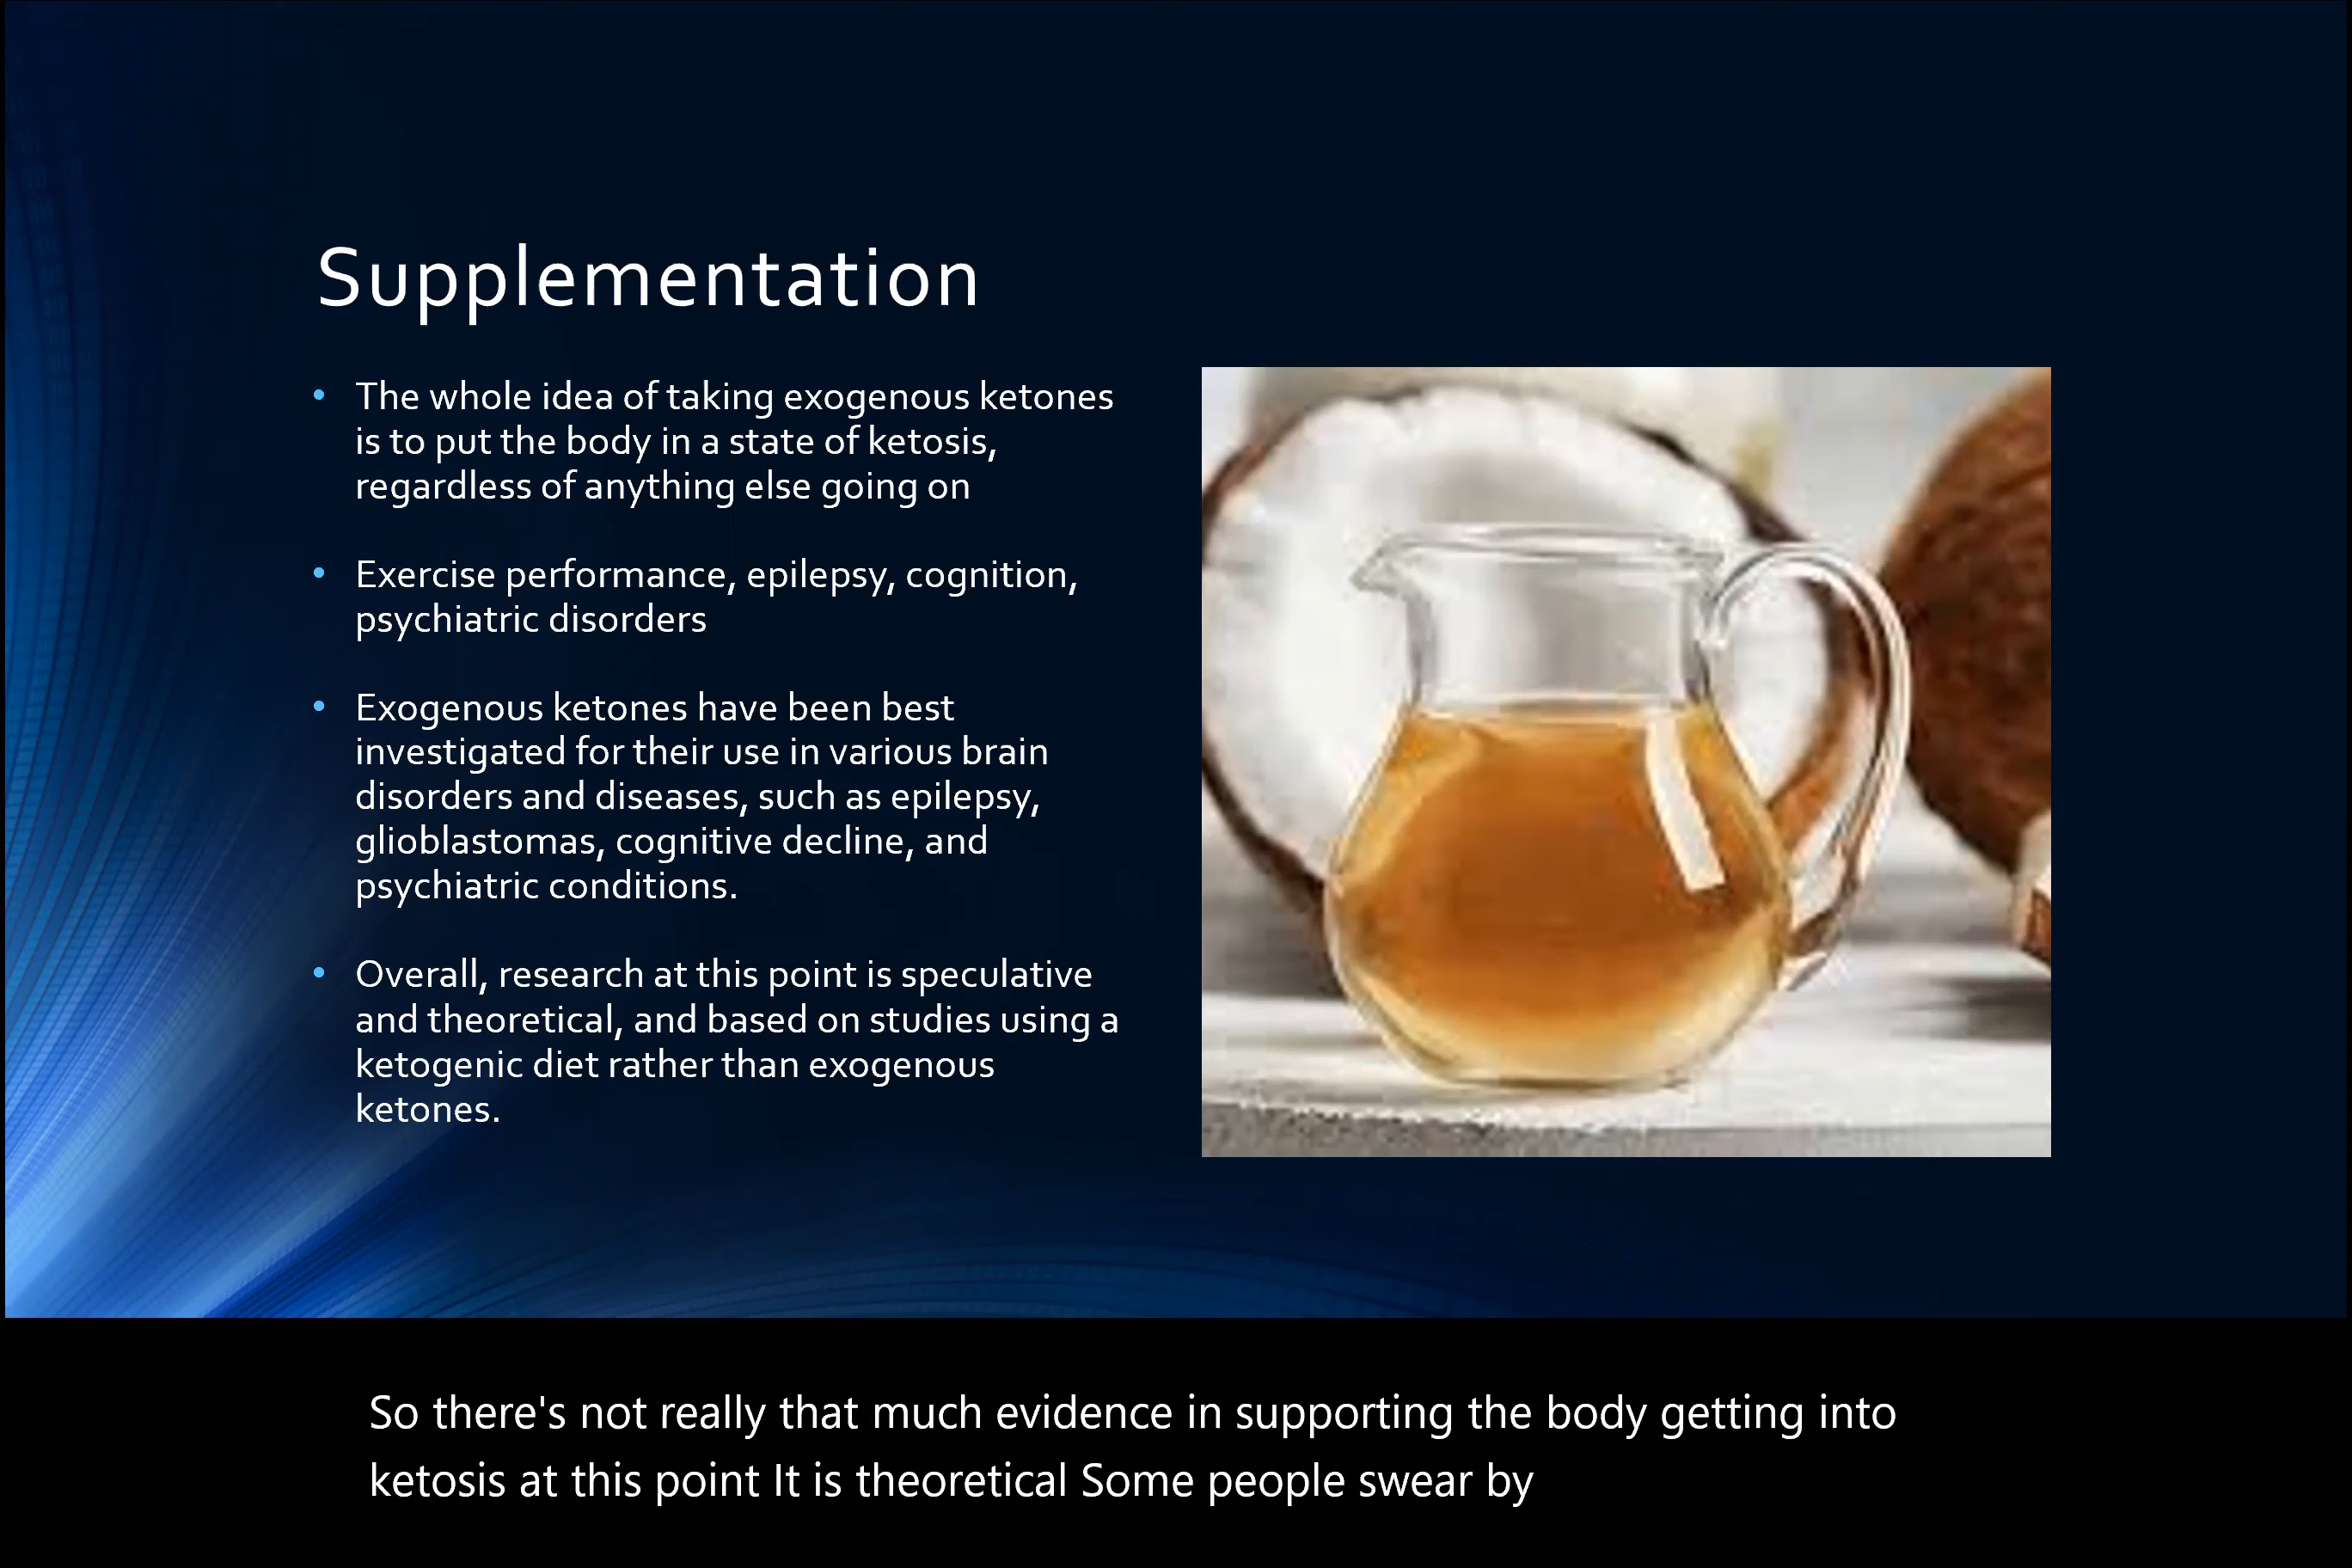 Supplementation
• The whole idea of taking exogenous ketones
is to put the body in a state of ketosis,
regardless of anything else going on
• Exercise performance, epilepsy, cognition,
psychiatric disorders
• Exogenous ketones have been best
investigated for their use in various brain
disorders and diseases, such as epilepsy,
glioblastomas, cognitive decline, and
psychiatric conditions.
• Overall, research at this point is speculative
and theoretical, and based on studies using a
ketogenic diet rather than exogenous
ketones.
So there's not really that much evidence in supporting the body getting into
ketosis at this point It is theoretical Some people swear by